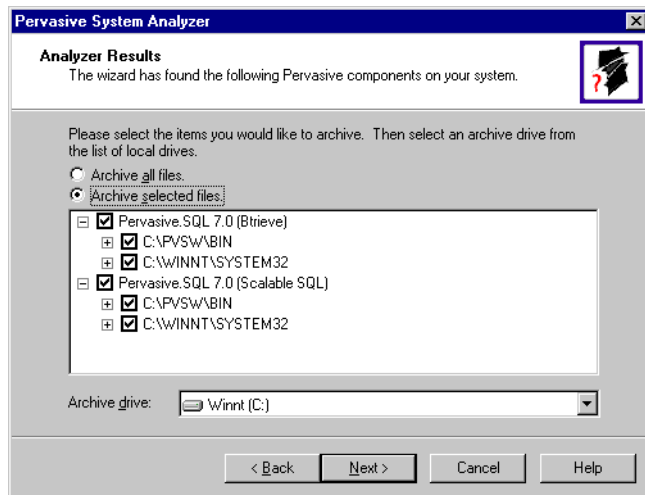 Pervasive System Analyzer
Analyzer Results
The wizard has found the following Pervasive components on your system.
?
Please select the items you would like to archive. Then select an archive drive from
the list of local drives.
Archive all files.
Archive selected files.
Pervasive.SQL 7.0 (Btrieve)
C:\PVSW\BIN
C:\WINNT\SYSTEM32
Pervasive.SQL 7.0 (Scalable SQL)
C:\PVSW\BIN
C:\WINNT\SYSTEM32
Archive drive: Winnt (C:)
< Back Next > Cancel Help